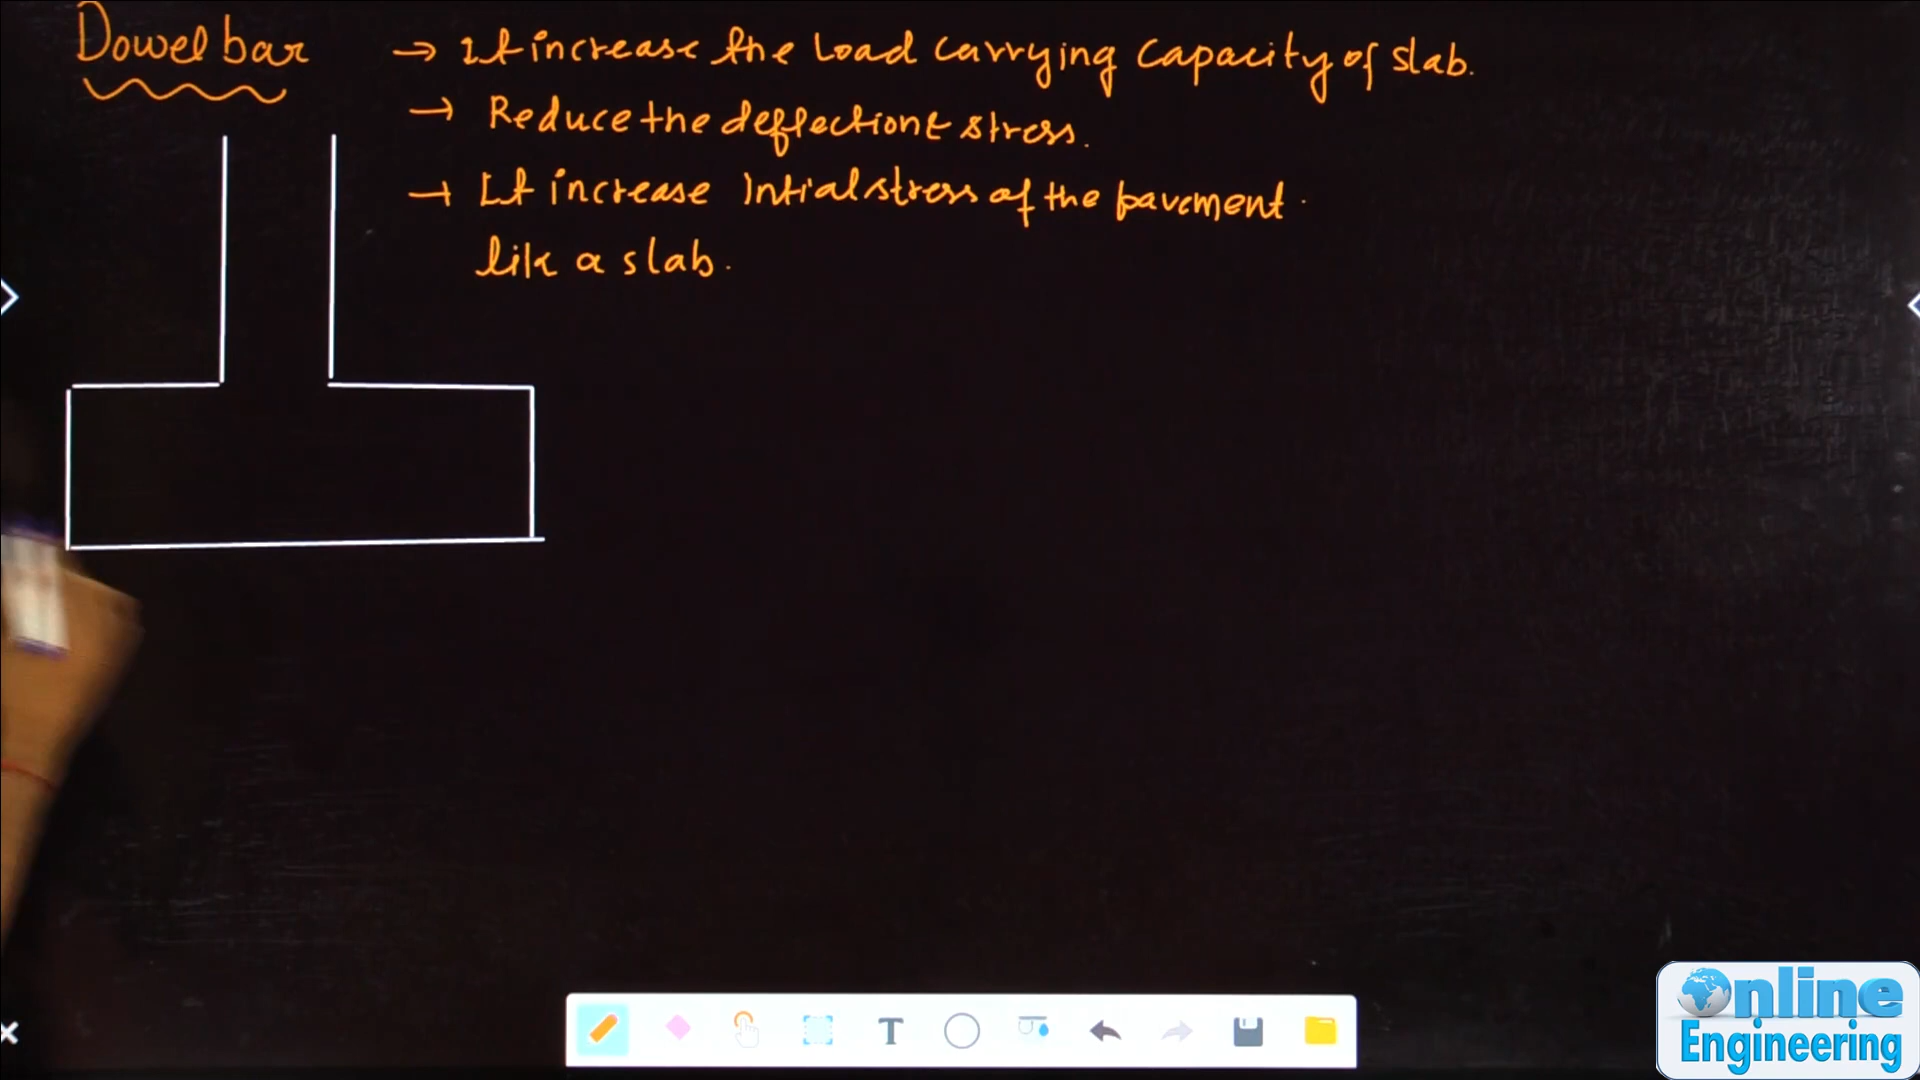 Dowel bar → It increase the Load carrying capacity of slab.
→ Reduce the deflection & stress.
→ It increase Intial stress of the pavement.
like a slab.
T
Online
Engineering